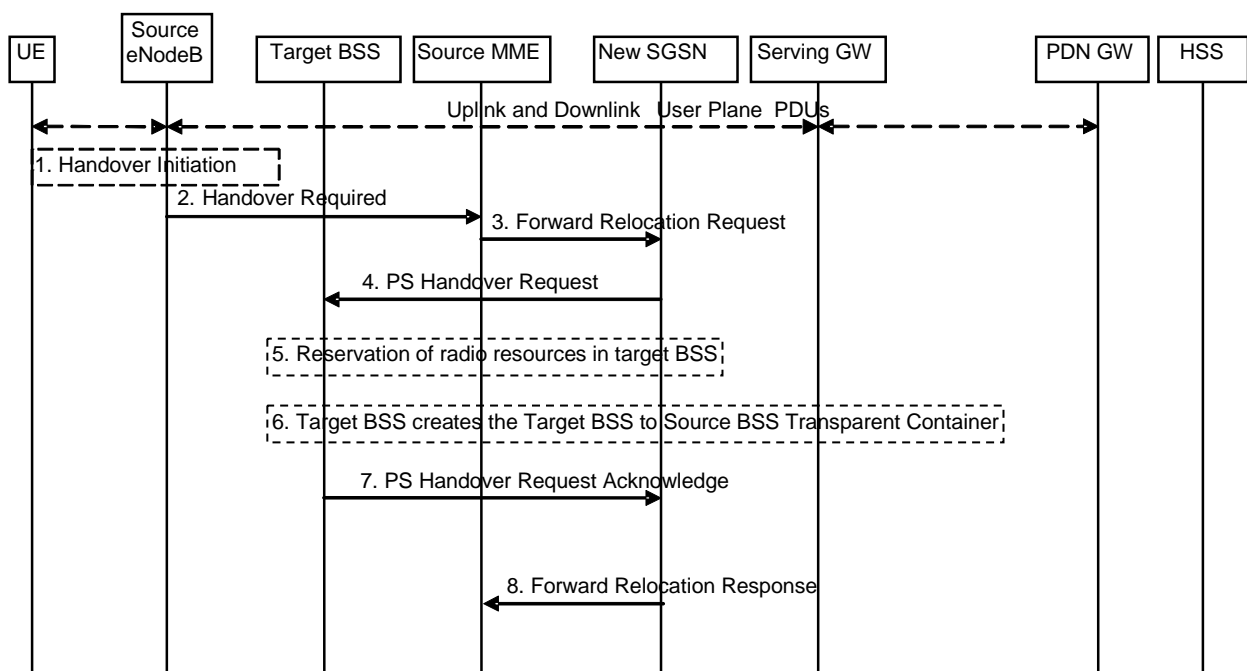 UE
Source
eNodeB
Target BSS
Source MME
New SGSN
Serving GW
PDN GW
HSS
Uplink and Downlink User Plane PDUs
1. Handover Initiation
2. Handover Required
3. Forward Relocation Request
4. PS Handover Request
5. Reservation of radio resources in target BSS
6. Target BSS creates the Target BSS to Source BSS Transparent Container
7. PS Handover Request Acknowledge
8. Forward Relocation Response